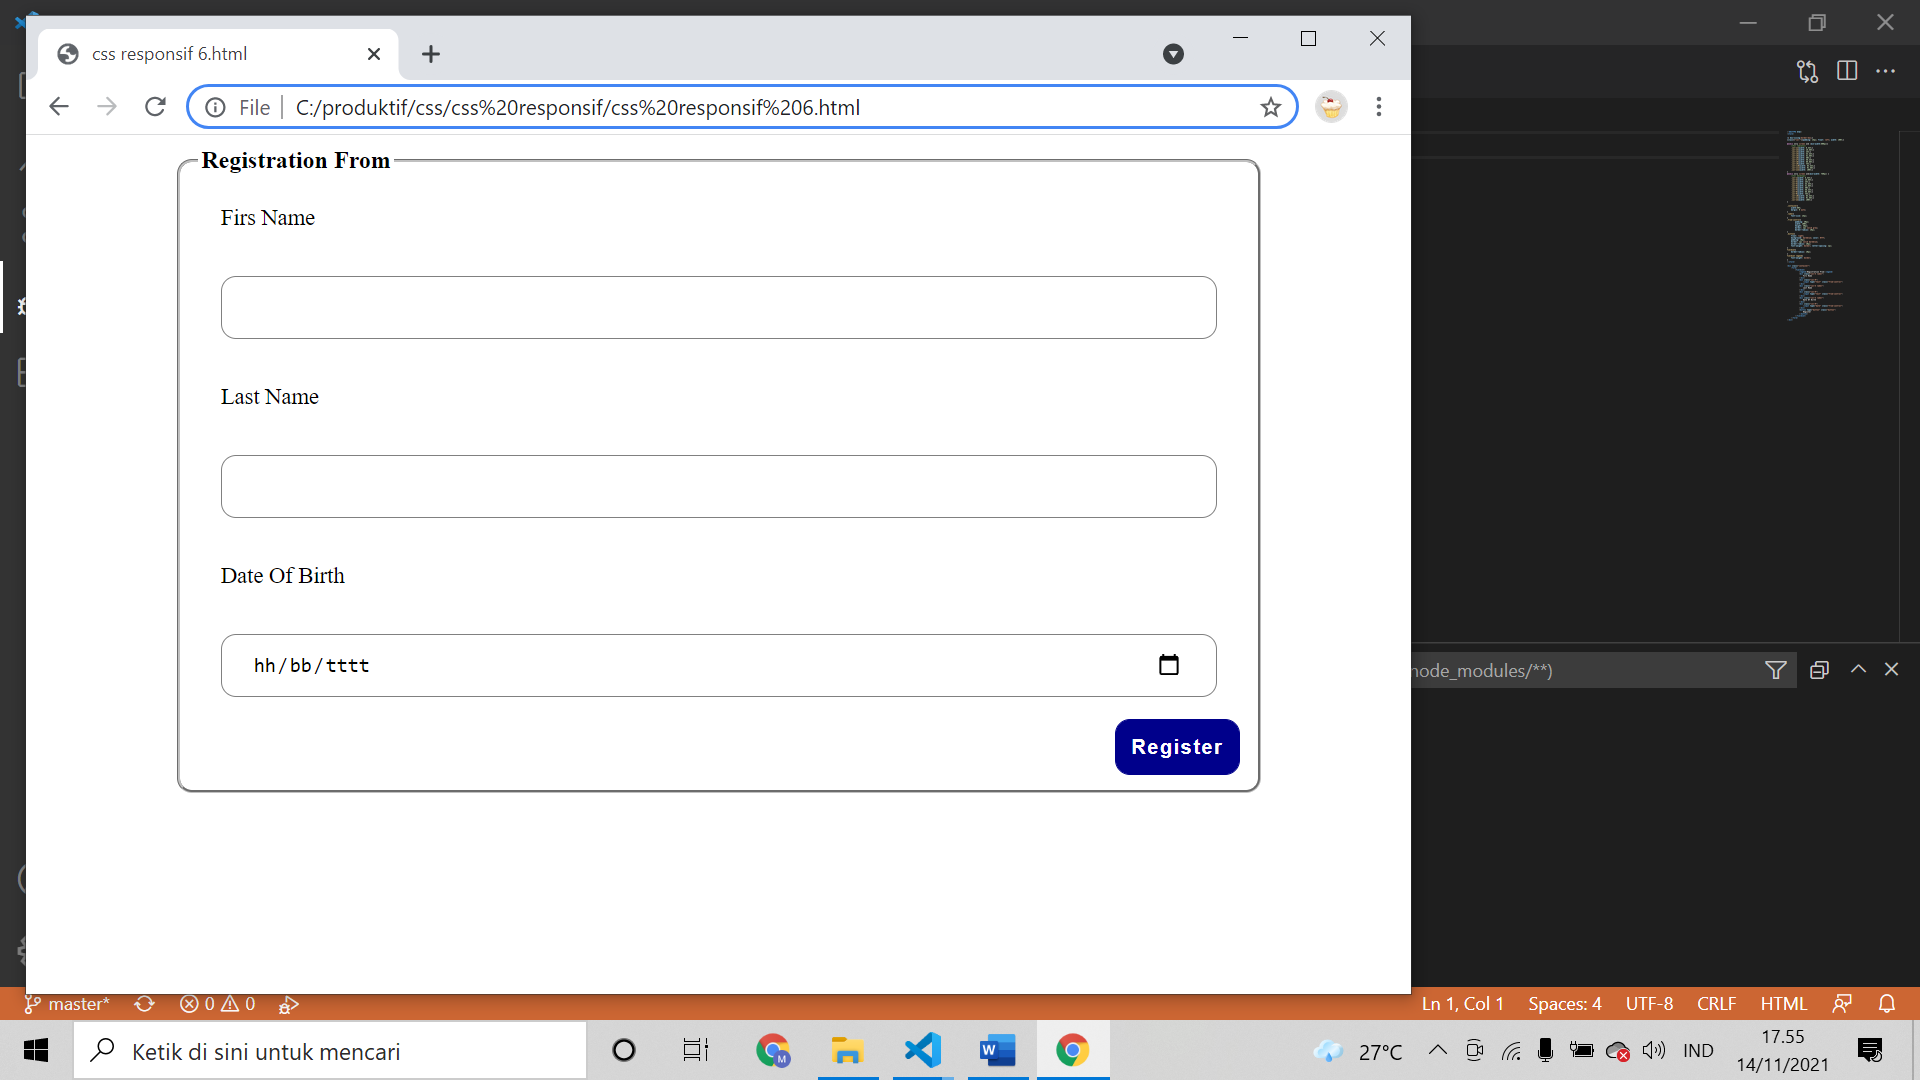 css responsif 6.html
File
C:/produktif/css/css%20responsif/css%20responsif%206.html
Registration From
Firs Name
Last Name
Date Of Birth
hh/bb/tttt
Register
node_modules/**)
master*
0
0
Ln 1, Col 1
Spaces: 4
UTF-8
CRLF
HTML
Ketik di sini untuk mencari
M
W
27°C
IND
17.55
14/11/2021